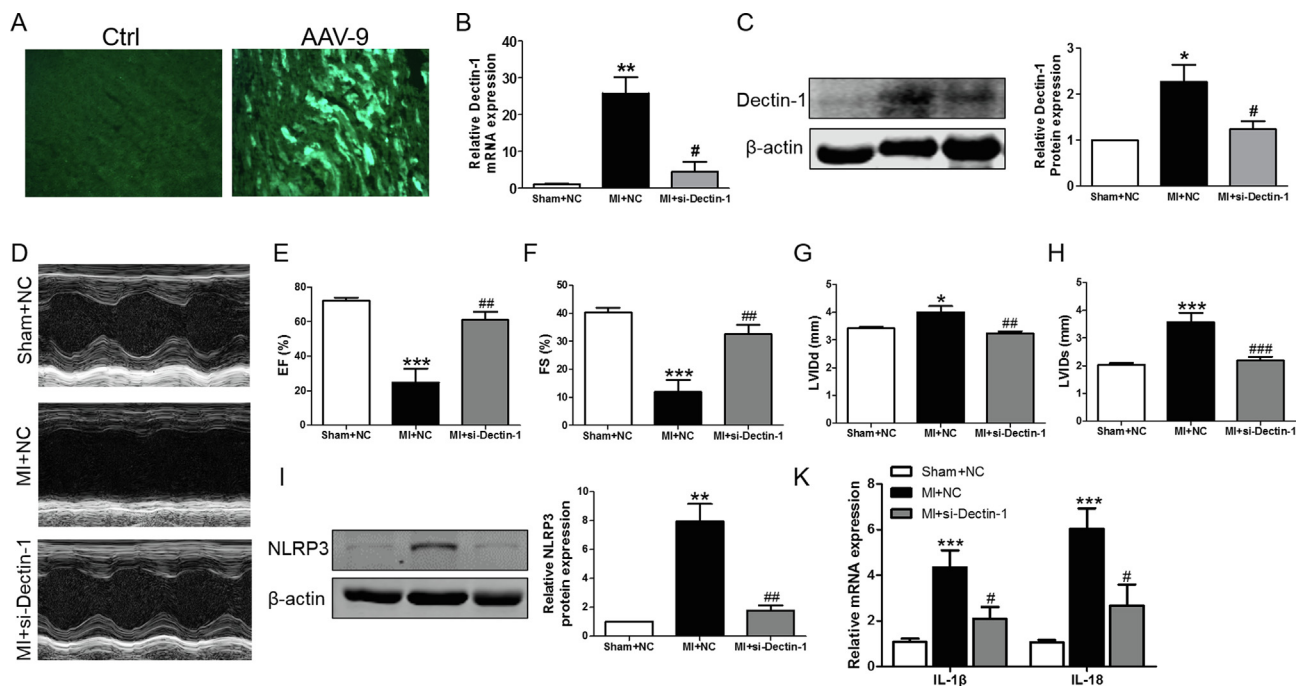 A
Ctrl
AAV-9
B
Relative Dectin-1
mRNA expression
40
30
20
10
0
**
#
Sham+NC
MI+NC
MI+si-Dectin-1
C
Dectin-1
β-actin
Relative Dectin-1
Protein expression
3
2
1
0
*
#
Sham+NC
MI+NC
MI+si-Dectin-1
D
Sham+NC
MI+NC
MI+si-Dectin-1
E
EF (%)
80
60
40
20
0
***
##
Sham+NC
MI+NC
MI+si-Dectin-1
F
FS (%)
50
40
30
20
10
0
***
##
Sham+NC
MI+NC
MI+si-Dectin-1
G
LVIDd (mm)
6
4
2
0
*
##
Sham+NC
MI+NC
MI+si-Dectin-1
H
LVIDs (mm)
5
4
3
2
1
0
***
###
Sham+NC
MI+NC
MI+si-Dectin-1
I
NLRP3
β-actin
Relative NLRP3
protein expression
10
8
6
4
2
0
**
##
Sham+NC
MI+NC
MI+si-Dectin-1
K
Sham+NC
MI+NC
MI+si-Dectin-1
Relative mRNA expression
8
6
4
2
0
***
#
***
#
IL-1β
IL-18